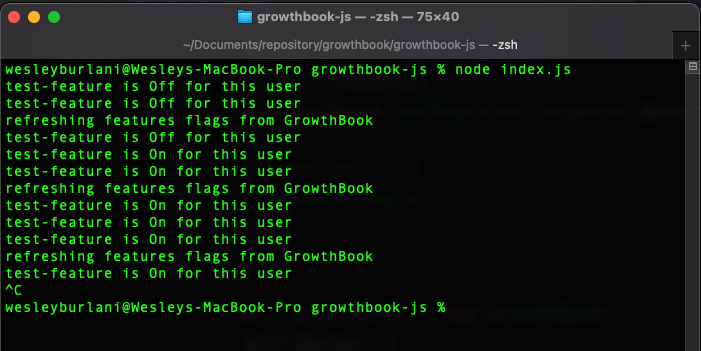 growthbook-js — -zsh — 75×40
~/Documents/repository/growthbook/growthbook-js — -zsh
wesleyburlani@Wesleys-MacBook-Pro growthbook-js % node index.js
test-feature is Off for this user
test-feature is Off for this user
refreshing features flags from GrowthBook
test-feature is Off for this user
test-feature is On for this user
test-feature is On for this user
refreshing features flags from GrowthBook
test-feature is On for this user
test-feature is On for this user
test-feature is On for this user
refreshing features flags from GrowthBook
test-feature is On for this user
^C
wesleyburlani@Wesleys-MacBook-Pro growthbook-js %